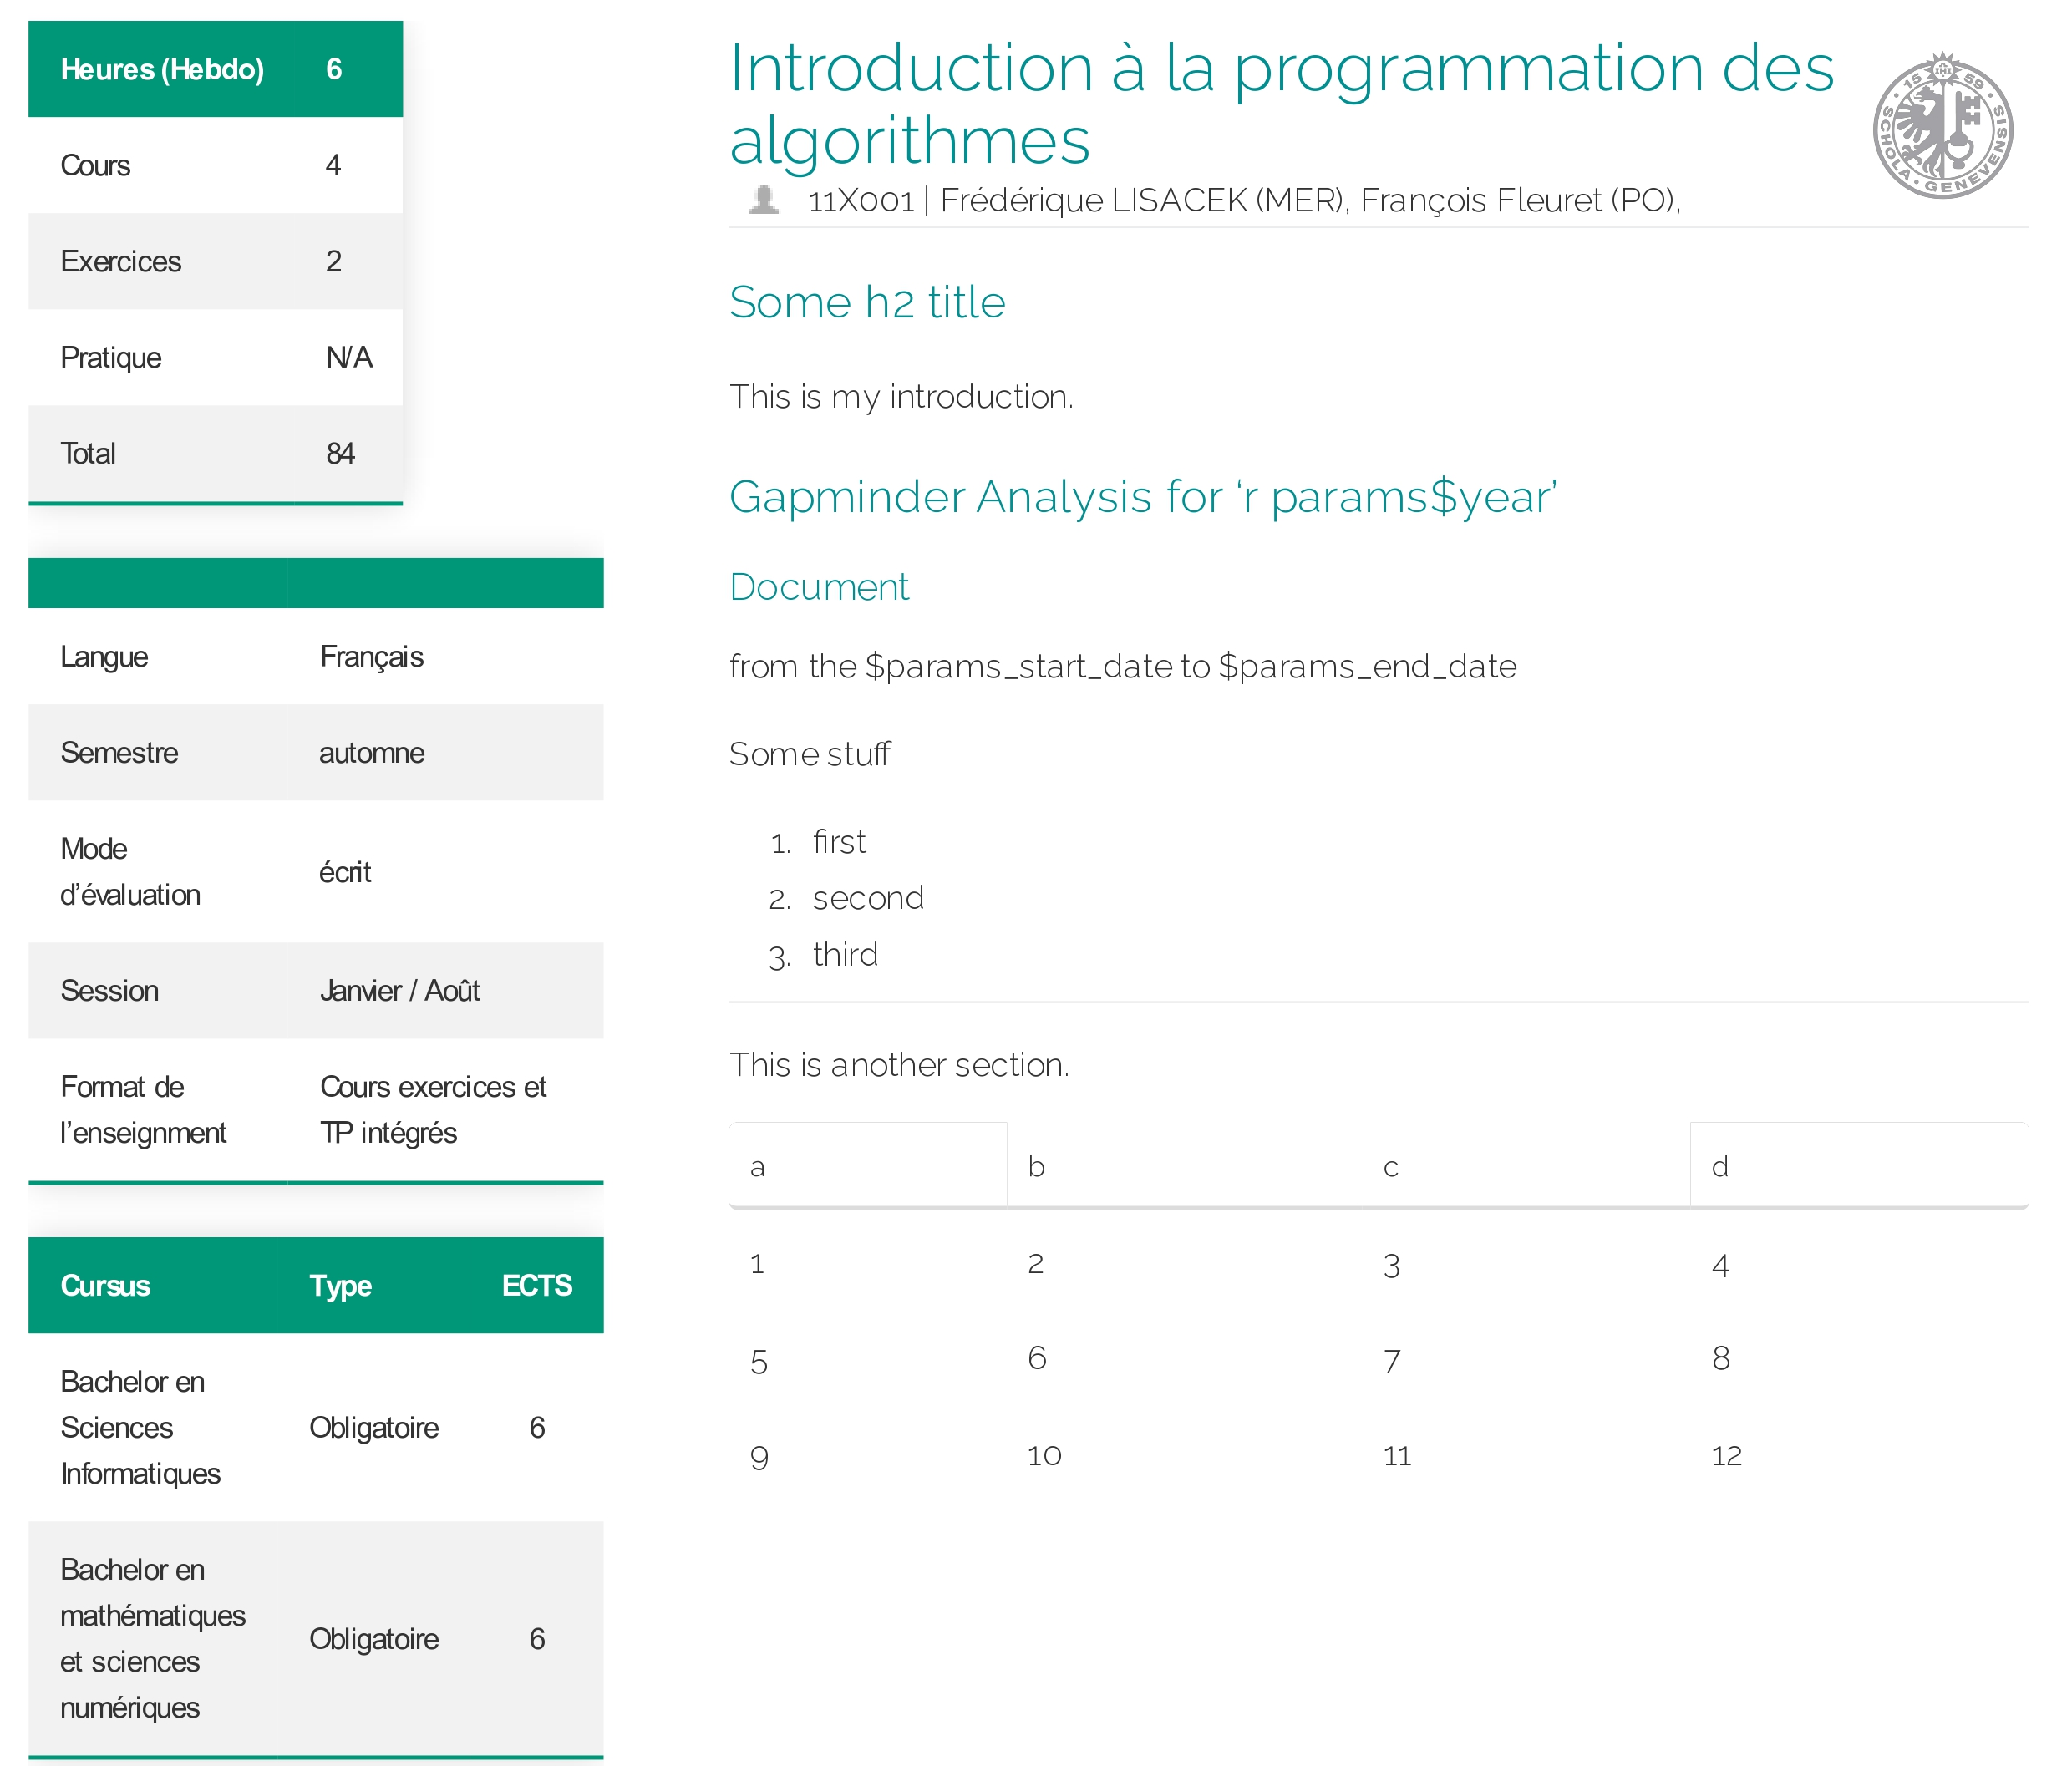 Heures (Hebdo) 6
Cours 4
Exercices 2
Pratique N/A
Total 84
Langue Français
Semestre automne
Mode
d’évaluation
écrit
Session Janvier / Août
Format de
l’enseignment
Cours exercices et
TP intégrés
Cursus Type ECTS
Bachelor en
Sciences
Informatiques
Obligatoire 6
Bachelor en
mathématiques
et sciences
numériques
Obligatoire 6
Introduction à la programmation des
algorithmes
SCHOLA · GENEVENSIS
1559
IHS
11X001 | Frédérique LISACEK (MER), François Fleuret (PO),
Some h2 title
This is my introduction.
Gapminder Analysis for ‘r params$year’
Document
from the $params_start_date to $params_end_date
Some stuff
1. first
2. second
3. third
This is another section.
a b c d
1 2 3 4
5 6 7 8
9 10 11 12